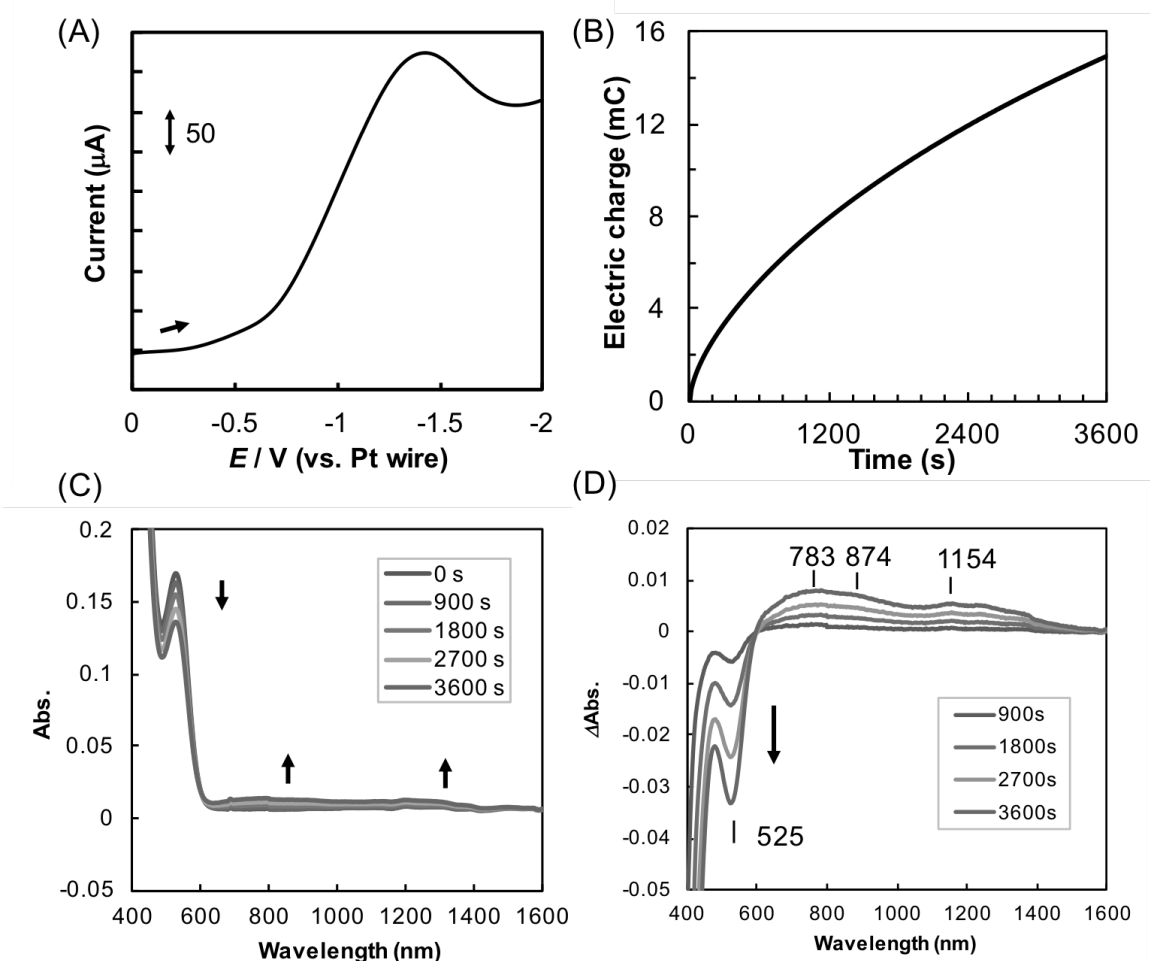 (A)
50
Current (μA)
0 -0.5 -1 -1.5 -2
E / V (vs. Pt wire)
(B)
16
12
8
4
0
Electric charge (mC)
0 1200 2400 3600
Time (s)
(C)
0.2
0.15
0.1
0.05
0
-0.05
Abs.
0 s
900 s
1800 s
2700 s
3600 s
400 600 800 1000 1200 1400 1600
Wavelength (nm)
(D)
0.02
0.01
0
-0.01
-0.02
-0.03
-0.04
-0.05
ΔAbs.
783 874 1154
525
900s
1800s
2700s
3600s
400 600 800 1000 1200 1400 1600
Wavelength (nm)